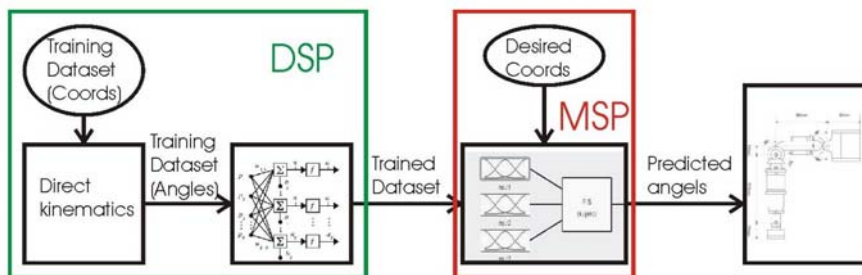 Training
Dataset
(Coords)
DSP
Desired
Coords
MSP
Direct
kinematics
Training
Dataset
(Angles)
Trained
Dataset
Predicted
angels